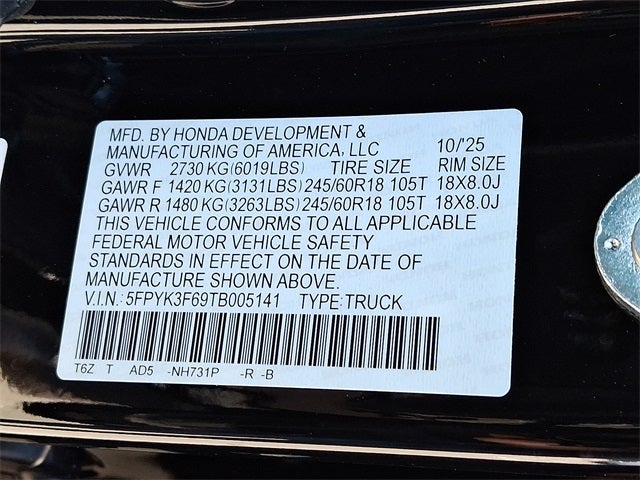 MFD. BY HONDA DEVELOPMENT &
MANUFACTURING OF AMERICA, LLC 10/'25
GVWR 2730 KG(6019LBS) TIRE SIZE RIM SIZE
GAWR F 1420 KG(3131LBS) 245/60R18 105T 18X8.0J
GAWR R 1480 KG(3263LBS) 245/60R18 105T 18X8.0J
THIS VEHICLE CONFORMS TO ALL APPLICABLE
FEDERAL MOTOR VEHICLE SAFETY
STANDARDS IN EFFECT ON THE DATE OF
MANUFACTURE SHOWN ABOVE.
V.I.N.: 5FPYK3F69TB005141 TYPE:TRUCK
T6Z T AD5 -NH731P -R -B